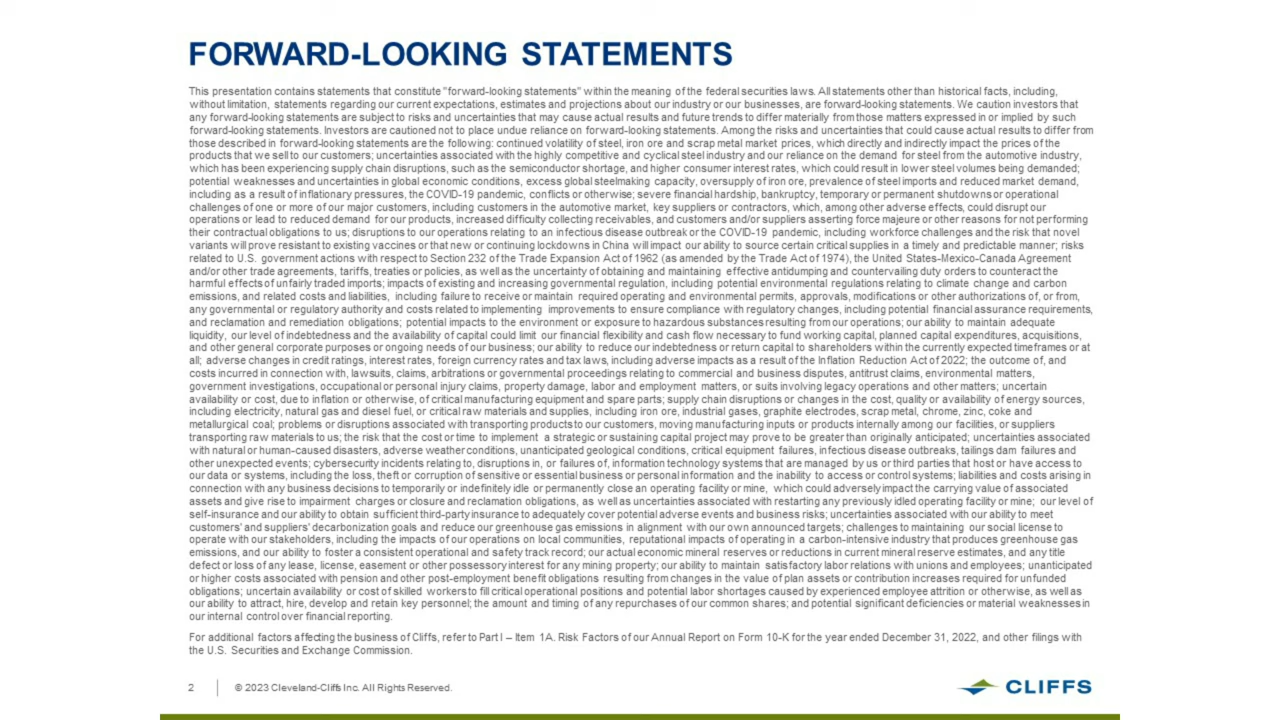 FORWARD-LOOKING STATEMENTS
This presentation contains statements that constitute "forward-looking statements" within the meaning of the federal securities laws. All statements other than historical facts, including,
without limitation, statements regarding our current expectations, estimates and projections about our industry or our businesses, are forward-looking statements. We caution investors that
any forward-looking statements are subject to risks and uncertainties that may cause actual results and future trends to differ materially from those matters expressed in or implied by such
forward-looking statements. Investors are cautioned not to place undue reliance on forward-looking statements. Among the risks and uncertainties that could cause actual results to differ from
those described in forward-looking statements are the following: continued volatility of steel, iron ore and scrap metal market prices, which directly and indirectly impact the prices of the
products that we sell to our customers; uncertainties associated with the highly competitive and cyclical steel industry and our reliance on the demand for steel from the automotive industry,
which has been experiencing supply chain disruptions, such as the semiconductor shortage, and higher consumer interest rates, which could result in lower steel volumes being demanded;
potential weaknesses and uncertainties in global economic conditions, excess global steelmaking capacity, oversupply of iron ore, prevalence of steel imports and reduced market demand,
including as a result of inflationary pressures, the COVID-19 pandemic, conflicts or otherwise; severe financial hardship, bankruptcy, temporary or permanent shutdowns or operational
challenges of one or more of our major customers, including customers in the automotive market, key suppliers or contractors, which, among other adverse effects, could disrupt our
operations or lead to reduced demand for our products, increased difficulty collecting receivables, and customers and/or suppliers asserting force majeure or other reasons for not performing
their contractual obligations to us; disruptions to our operations relating to an infectious disease outbreak or the COVID-19 pandemic, including workforce challenges and the risk that novel
variants will prove resistant to existing vaccines or that new or continuing lockdowns in China will impact our ability to source certain critical supplies in a timely and predictable manner; risks
related to U.S. government actions with respect to Section 232 of the Trade Expansion Act of 1962 (as amended by the Trade Act of 1974), the United States-Mexico-Canada Agreement
and/or other trade agreements, tariffs, treaties or policies, as well as the uncertainty of obtaining and maintaining effective antidumping and countervailing duty orders to counteract the
harmful effects of unfairly traded imports; impacts of existing and increasing governmental regulation, including potential environmental regulations relating to climate change and carbon
emissions, and related costs and liabilities, including failure to receive or maintain required operating and environmental permits, approvals, modifications or other authorizations of, or from,
any governmental or regulatory authority and costs related to implementing improvements to ensure compliance with regulatory changes, including potential financial assurance requirements,
and reclamation and remediation obligations; potential impacts to the environment or exposure to hazardous substances resulting from our operations; our ability to maintain adequate
liquidity, our level of indebtedness and the availability of capital could limit our financial flexibility and cash flow necessary to fund working capital, planned capital expenditures, acquisitions,
and other general corporate purposes or ongoing needs of our business; our ability to reduce our indebtedness or return capital to shareholders within the currently expected timeframes or at
all; adverse changes in credit ratings, interest rates, foreign currency rates and tax laws, including adverse impacts as a result of the Inflation Reduction Act of 2022; the outcome of, and
costs incurred in connection with, lawsuits, claims, arbitrations or governmental proceedings relating to commercial and business disputes, antitrust claims, environmental matters,
government investigations, occupational or personal injury claims, property damage, labor and employment matters, or suits involving legacy operations and other matters; uncertain
availability or cost, due to inflation or otherwise, of critical manufacturing equipment and spare parts; supply chain disruptions or changes in the cost, quality or availability of energy sources,
including electricity, natural gas and diesel fuel, or critical raw materials and supplies, including iron ore, industrial gases, graphite electrodes, scrap metal, chrome, zinc, coke and
metallurgical coal; problems or disruptions associated with transporting products to our customers, moving manufacturing inputs or products internally among our facilities, or suppliers
transporting raw materials to us; the risk that the cost or time to implement a strategic or sustaining capital project may prove to be greater than originally anticipated; uncertainties associated
with natural or human-caused disasters, adverse weather conditions, unanticipated geological conditions, critical equipment failures, infectious disease outbreaks, tailings dam failures and
other unexpected events; cybersecurity incidents relating to, disruptions in, or failures of, information technology systems that are managed by us or third parties that host or have access to
our data or systems, including the loss, theft or corruption of sensitive or essential business or personal information and the inability to access or control systems; liabilities and costs arising in
connection with any business decisions to temporarily or indefinitely idle or permanently close an operating facility or mine, which could adversely impact the carrying value of associated
assets and give rise to impairment charges or closure and reclamation obligations, as well as uncertainties associated with restarting any previously idled operating facility or mine; our level of
self-insurance and our ability to obtain sufficient third-party insurance to adequately cover potential adverse events and business risks; uncertainties associated with our ability to meet
customers' and suppliers' decarbonization goals and reduce our greenhouse gas emissions in alignment with our own announced targets; challenges to maintaining our social license to
operate with our stakeholders, including the impacts of our operations on local communities, reputational impacts of operating in a carbon-intensive industry that produces greenhouse gas
emissions, and our ability to foster a consistent operational and safety track record; our actual economic mineral reserves or reductions in current mineral reserve estimates, and any title
defect or loss of any lease, license, easement or other possessory interest for any mining property; our ability to maintain satisfactory labor relations with unions and employees; unanticipated
or higher costs associated with pension and other post-employment benefit obligations resulting from changes in the value of plan assets or contribution increases required for unfunded
obligations; uncertain availability or cost of skilled workers to fill critical operational positions and potential labor shortages caused by experienced employee attrition or otherwise, as well as
our ability to attract, hire, develop and retain key personnel; the amount and timing of any repurchases of our common shares; and potential significant deficiencies or material weaknesses in
our internal control over financial reporting.
For additional factors affecting the business of Cliffs, refer to Part I – Item 1A. Risk Factors of our Annual Report on Form 10-K for the year ended December 31, 2022, and other filings with
the U.S. Securities and Exchange Commission.
2 © 2023 Cleveland-Cliffs Inc. All Rights Reserved. CLIFFS